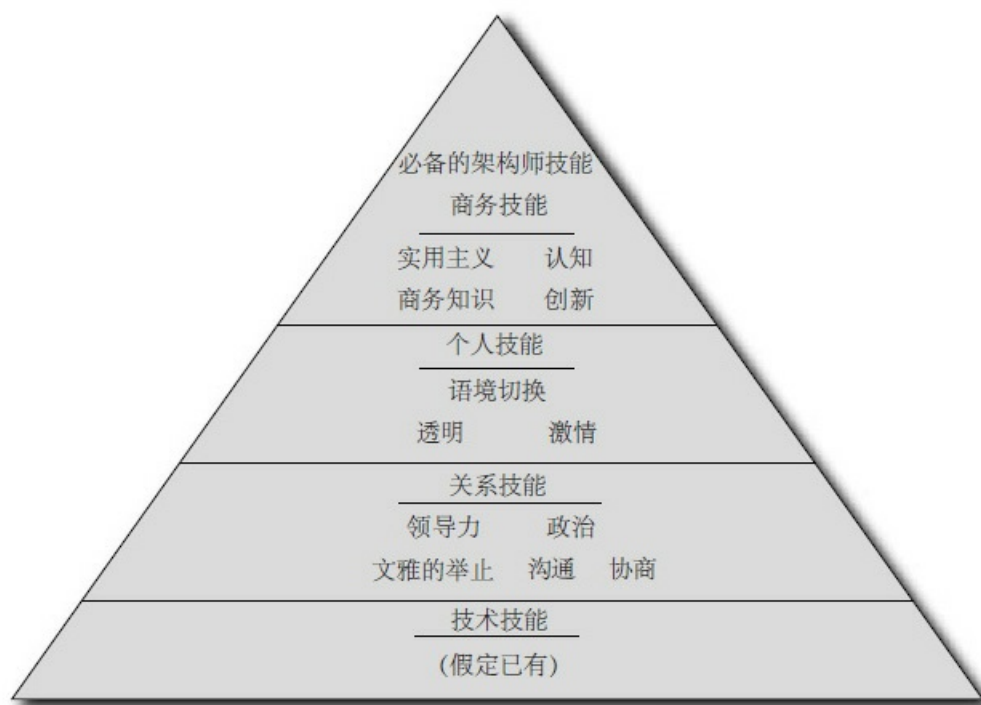 必备的架构师技能
商务技能
实用主义 认知
商务知识 创新
个人技能
语境切换
透明 激情
关系技能
领导力 政治
文雅的举止 沟通 协商
技术技能
(假定已有)